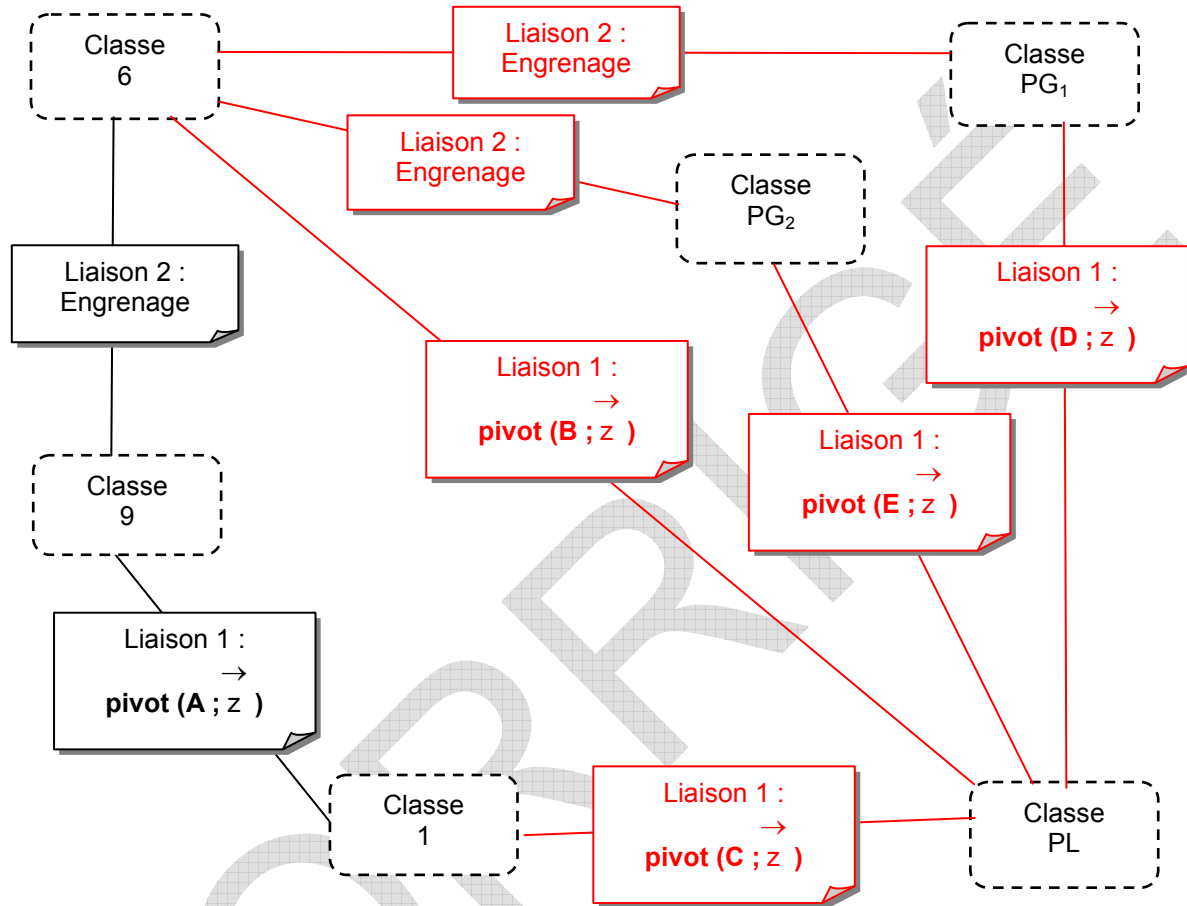 Classe
6
Liaison 2 :
Engrenage
Classe
PG₁
Liaison 2 :
Engrenage
Classe
PG₂
Liaison 2 :
Engrenage
Liaison 1 :
pivot (D ; z⃗ )
Liaison 1 :
pivot (B ; z⃗ )
Liaison 1 :
pivot (E ; z⃗ )
Classe
9
Liaison 1 :
pivot (A ; z⃗ )
Classe
1
Liaison 1 :
pivot (C ; z⃗ )
Classe
PL